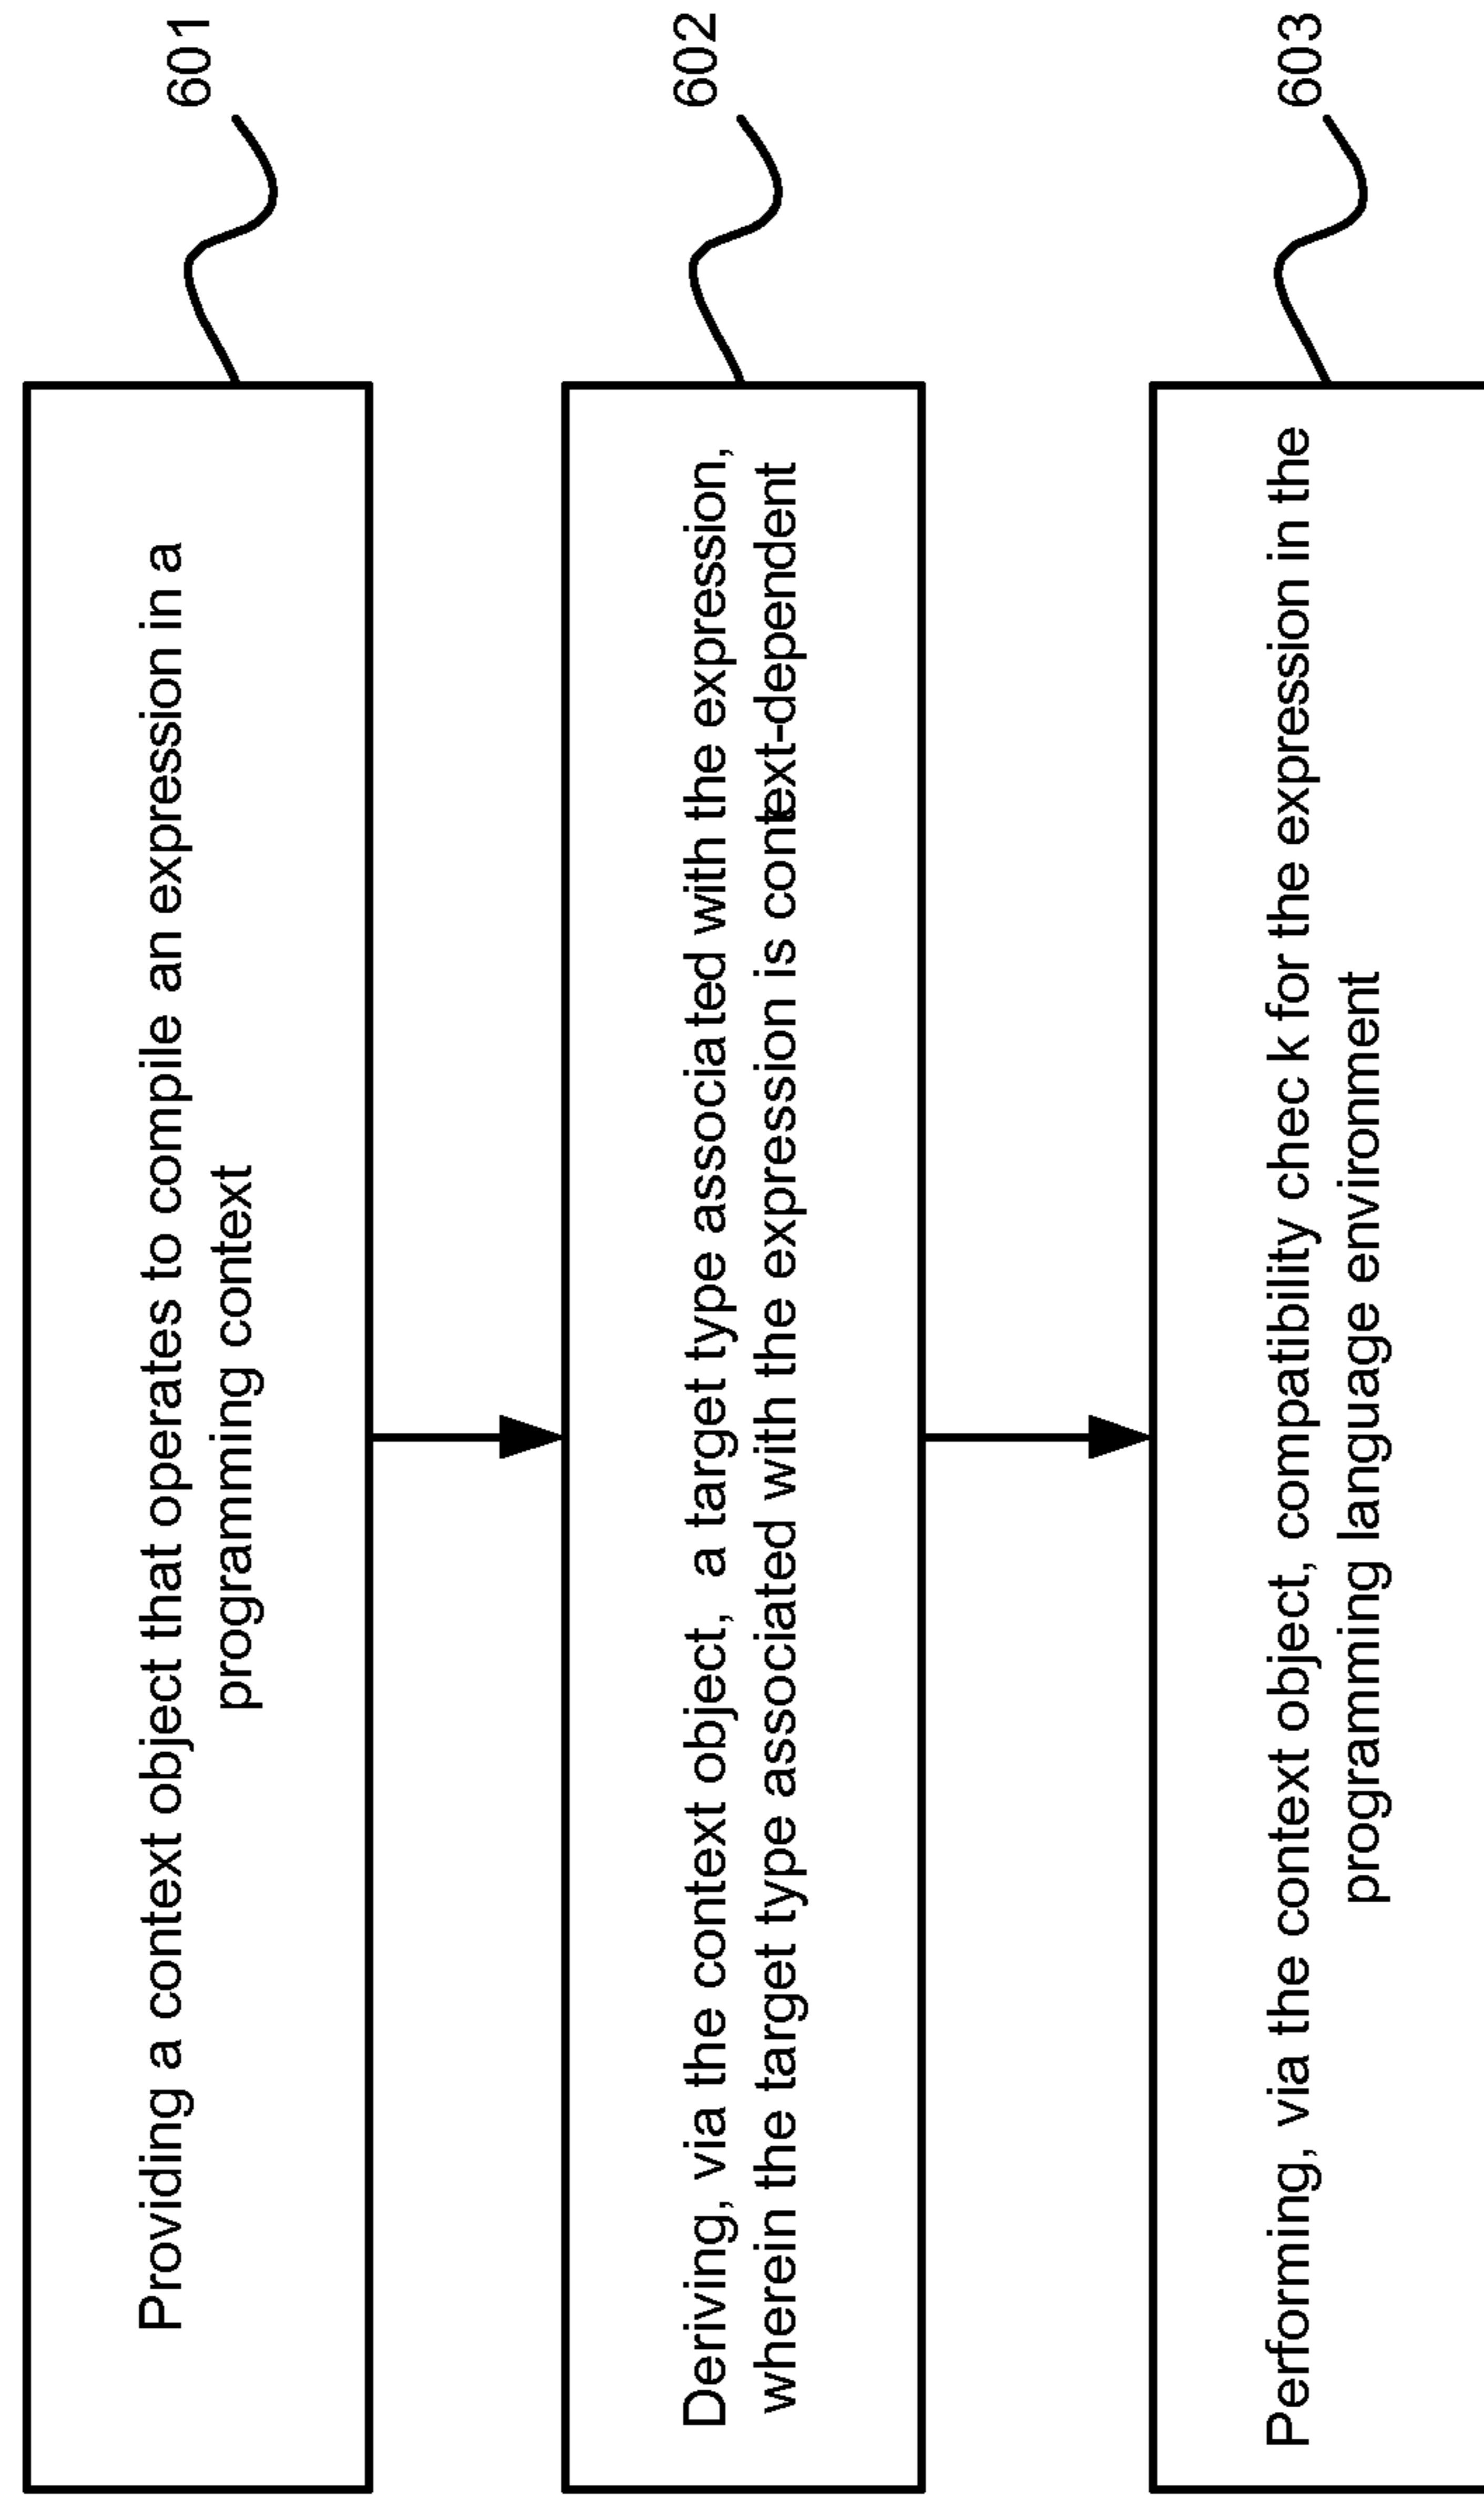 Providing a context object that operates to compile an expression in a
programming context
601
Deriving, via the context object, a target type associated with the expression,
wherein the target type associated with the expression is context-dependent
602
Performing, via the context object, compatibility check for the expression in the
programming language environment
603